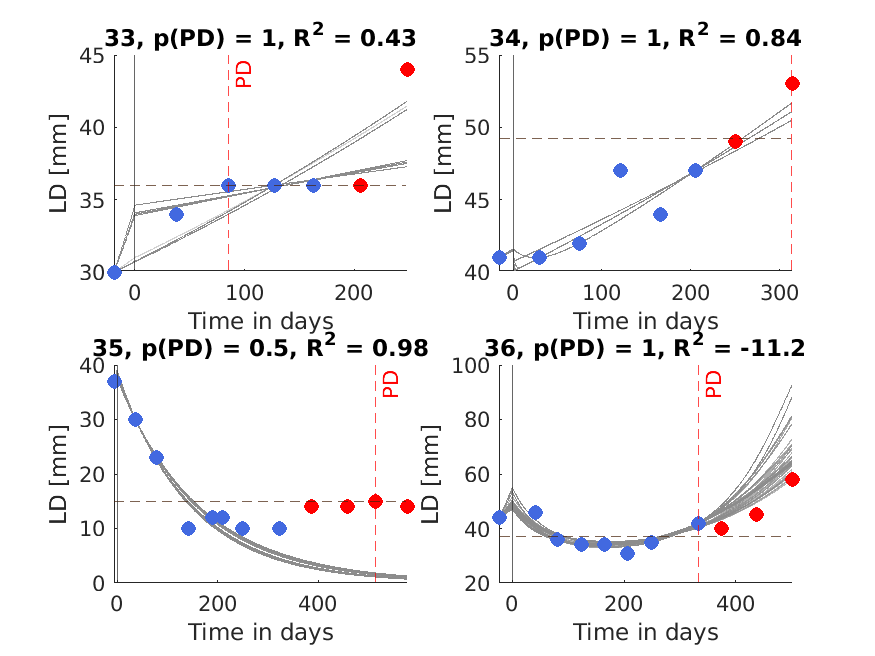 33, p(PD) = 1, R² = 0.43
45
40
35
30
LD [mm]
PD
0
100
200
Time in days
34, p(PD) = 1, R² = 0.84
55
50
45
40
LD [mm]
0
100
200
300
Time in days
35, p(PD) = 0.5, R² = 0.98
40
30
20
10
0
LD [mm]
PD
0
200
400
Time in days
36, p(PD) = 1, R² = -11.2
100
80
60
40
20
LD [mm]
PD
0
200
400
Time in days